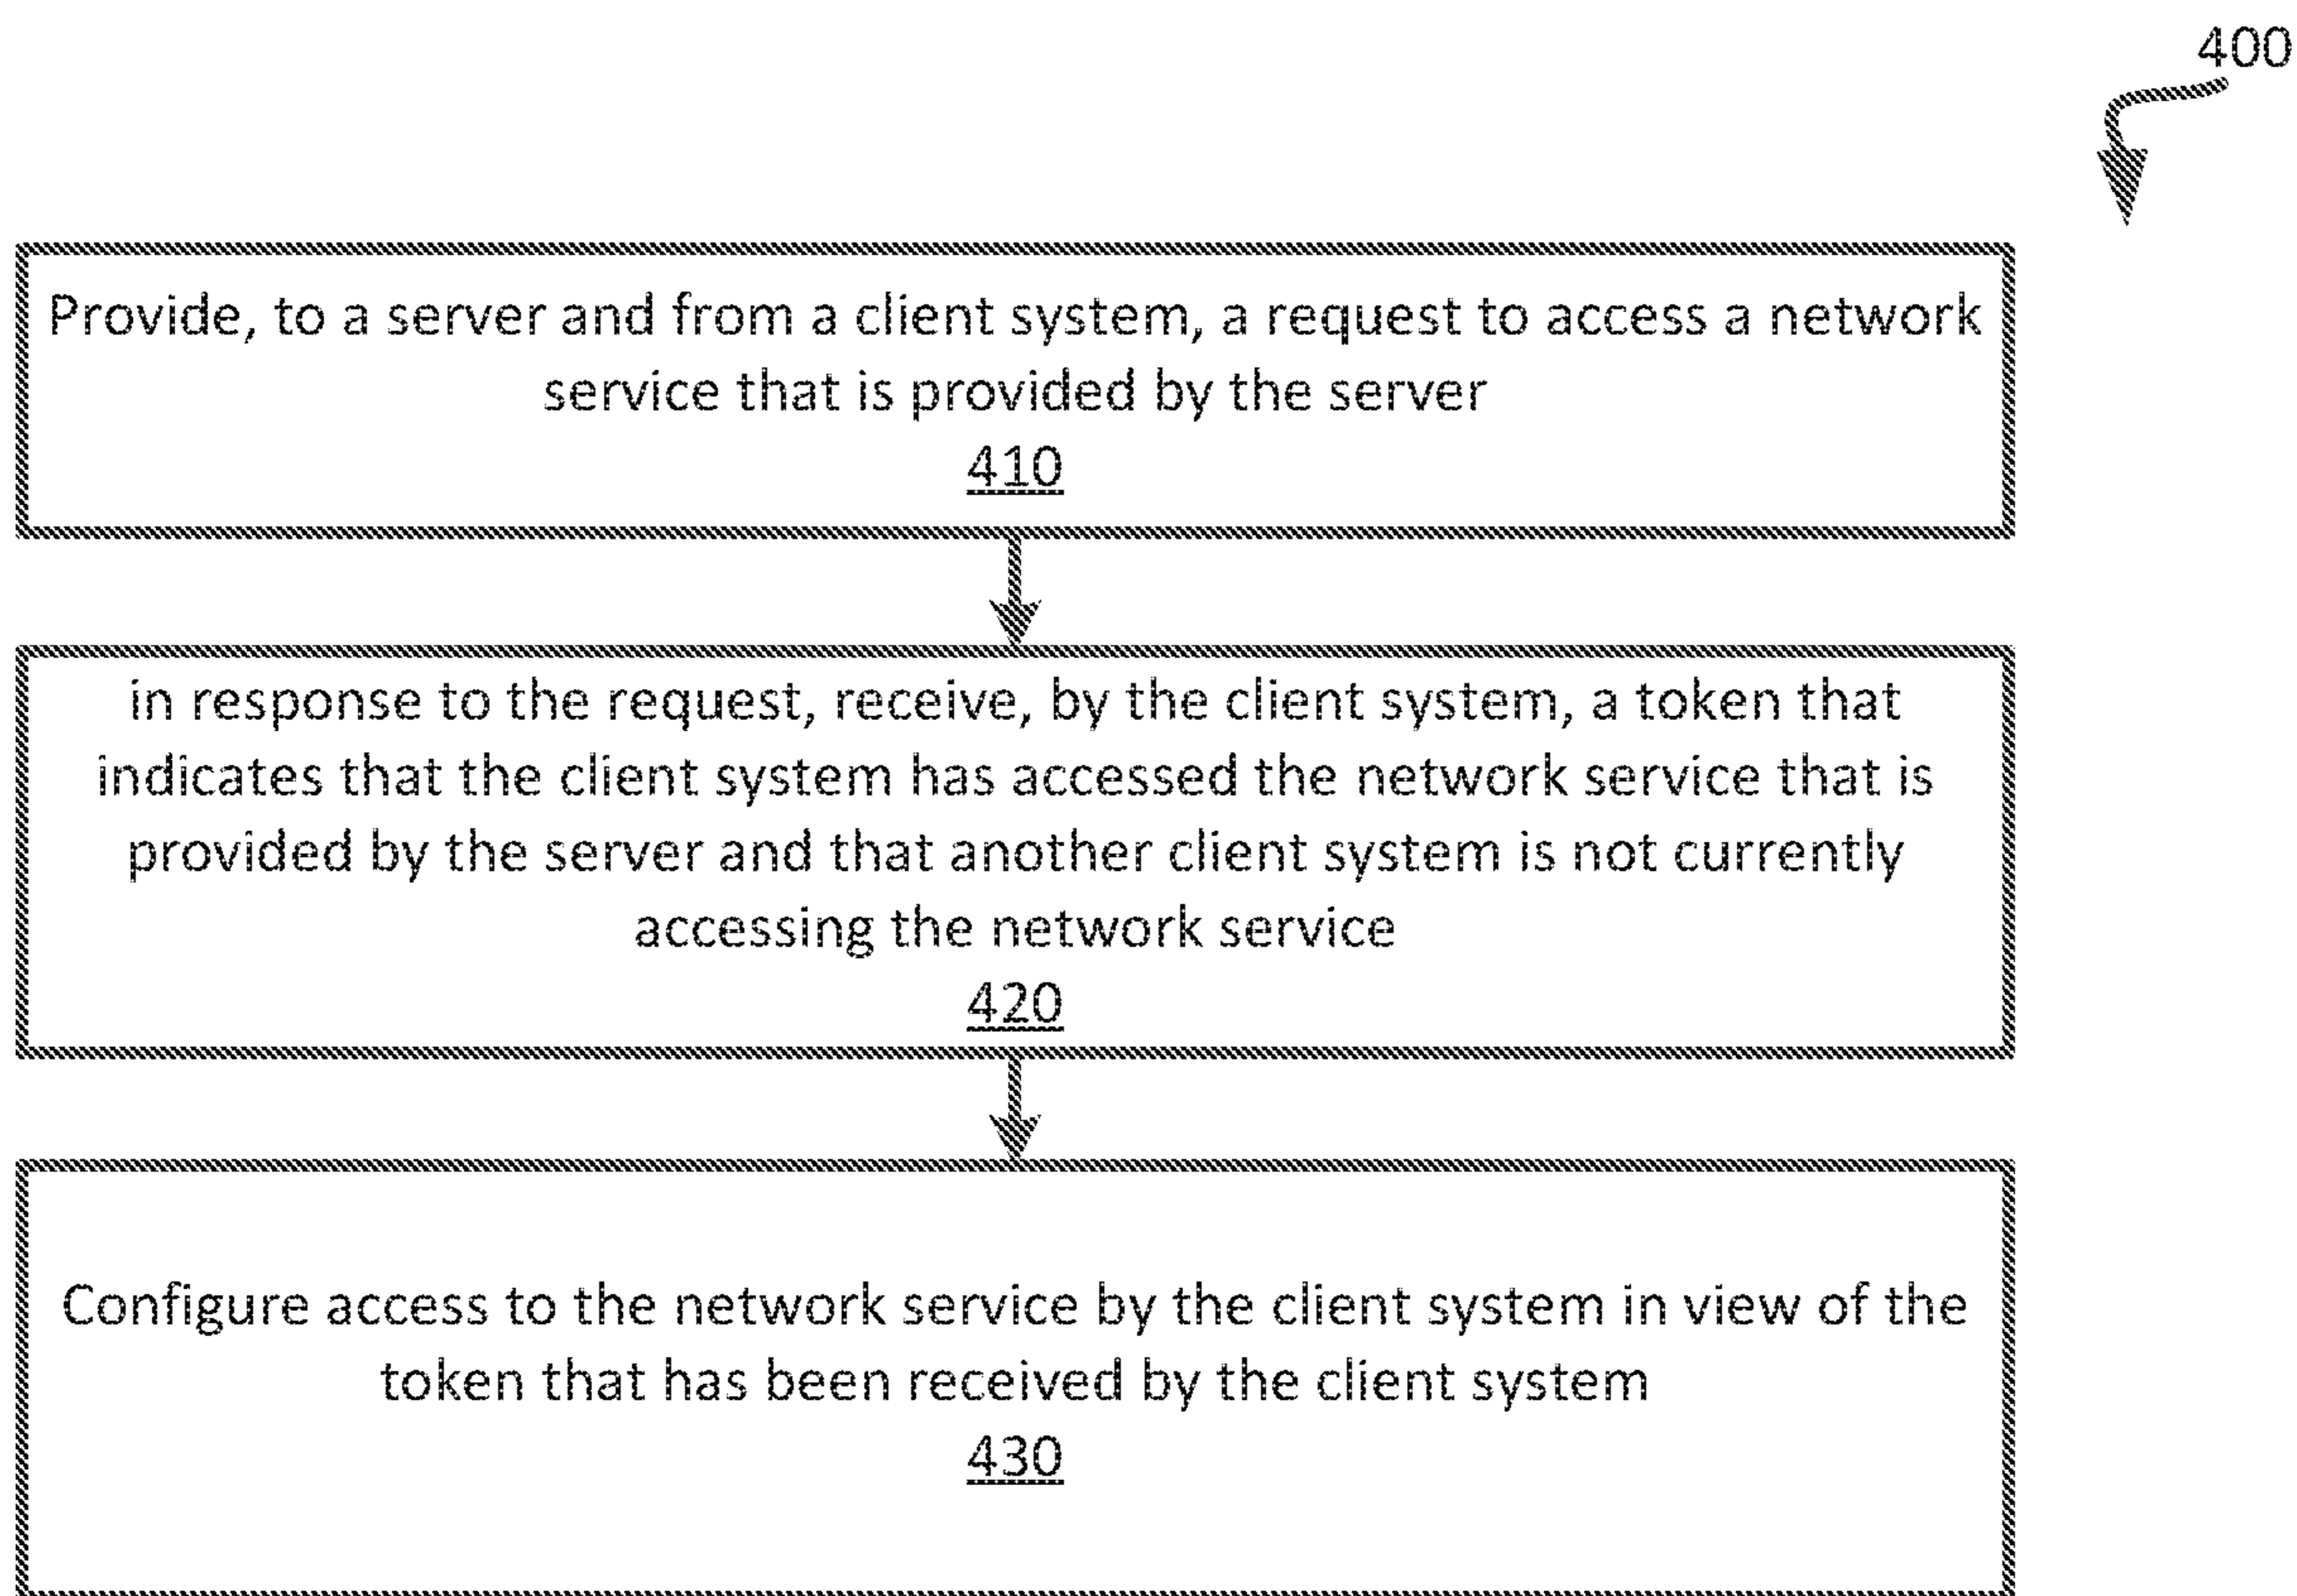 400
Provide, to a server and from a client system, a request to access a network
service that is provided by the server
410
in response to the request, receive, by the client system, a token that
indicates that the client system has accessed the network service that is
provided by the server and that another client system is not currently
accessing the network service
420
Configure access to the network service by the client system in view of the
token that has been received by the client system
430